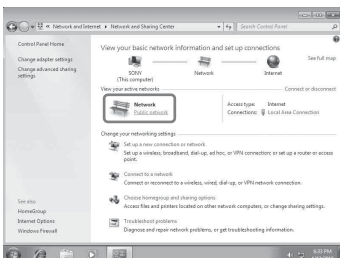 Network and Internet ▸ Network and Sharing Center
Search Control Panel
Control Panel Home
Change adapter settings
Change advanced sharing
settings
View your basic network information and set up connections
See full map
SONY
(This computer)
Network
Internet
View your active networks
Connect or disconnect
Network
Public network
Access type: Internet
Connections: Local Area Connection
Change your networking settings
Set up a new connection or network
Set up a wireless, broadband, dial-up, ad hoc, or VPN connection; or set up a router or access
point.
Connect to a network
Connect or reconnect to a wireless, wired, dial-up, or VPN network connection.
Choose homegroup and sharing options
Access files and printers located on other network computers, or change sharing settings.
Troubleshoot problems
Diagnose and repair network problems, or get troubleshooting information.
See also
HomeGroup
Internet Options
Windows Firewall